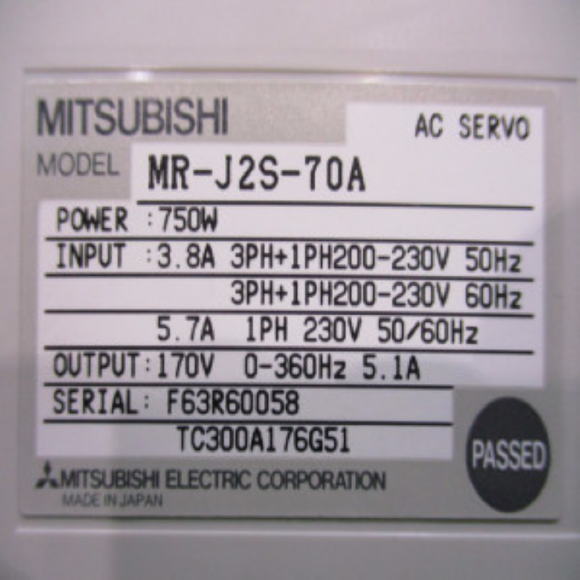 MITSUBISHI
AC SERVO
MODEL MR-J2S-70A
POWER :750W
INPUT :3.8A 3PH+1PH200-230V 50Hz
3PH+1PH200-230V 60Hz
5.7A 1PH 230V 50/60Hz
OUTPUT:170V 0-360Hz 5.1A
SERIAL: F63R60058
TC300A176G51
PASSED
MITSUBISHI ELECTRIC CORPORATION
MADE IN JAPAN